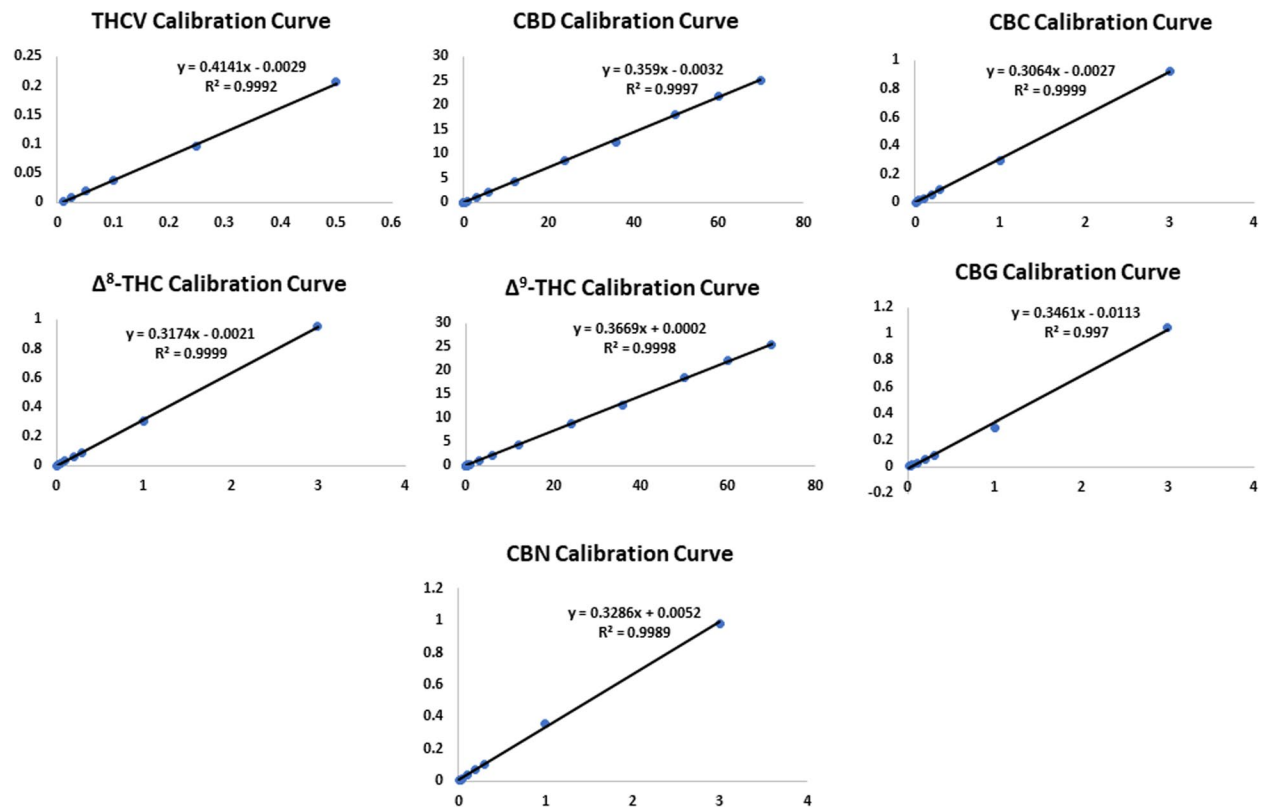 THCV Calibration Curve
y = 0.4141x - 0.0029
R² = 0.9992
0.25
0.2
0.15
0.1
0.05
0
0 0.1 0.2 0.3 0.4 0.5 0.6
CBD Calibration Curve
y = 0.359x - 0.0032
R² = 0.9997
30
25
20
15
10
5
0
0 20 40 60 80
CBC Calibration Curve
y = 0.3064x - 0.0027
R² = 0.9999
1
0.8
0.6
0.4
0.2
0
0 1 2 3 4
Δ⁸-THC Calibration Curve
y = 0.3174x - 0.0021
R² = 0.9999
1
0.8
0.6
0.4
0.2
0
0 1 2 3 4
Δ⁹-THC Calibration Curve
y = 0.3669x + 0.0002
R² = 0.9998
30
25
20
15
10
5
0
0 20 40 60 80
CBG Calibration Curve
y = 0.3461x - 0.0113
R² = 0.997
1.2
1
0.8
0.6
0.4
0.2
0
-0.2
0 1 2 3 4
CBN Calibration Curve
y = 0.3286x + 0.0052
R² = 0.9989
1.2
1
0.8
0.6
0.4
0.2
0
0 1 2 3 4